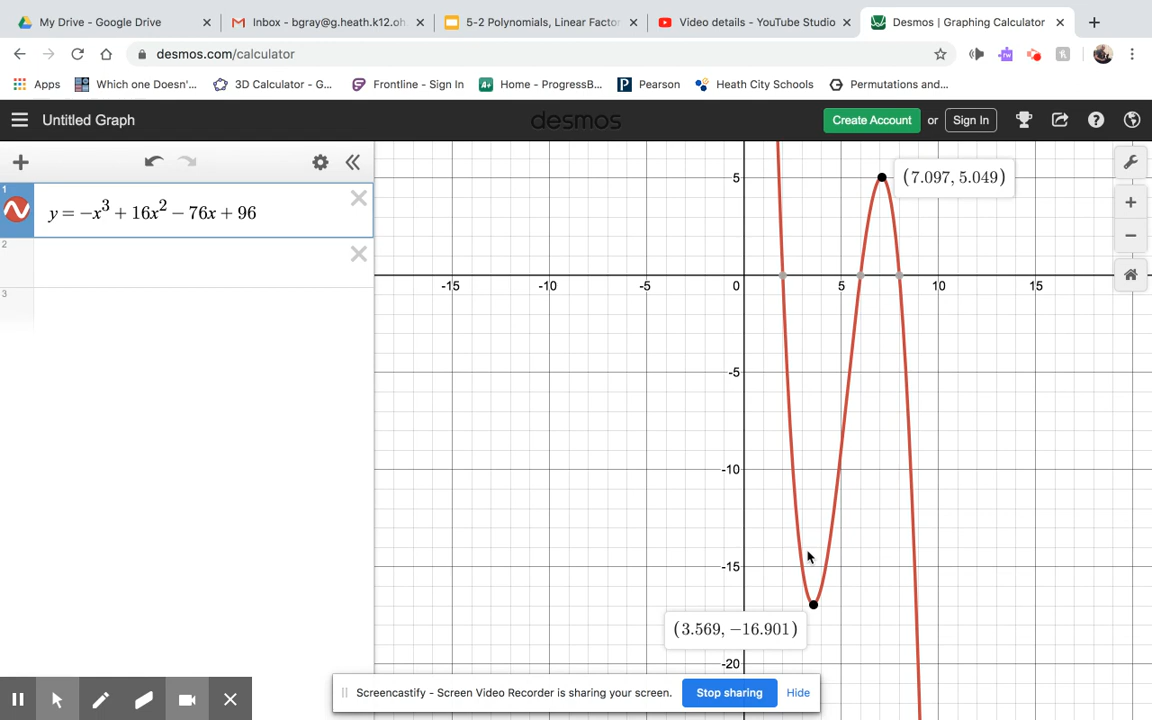 My Drive - Google Drive
Inbox - bgray@g.heath.k12.oh
5-2 Polynomials, Linear Factor
Video details - YouTube Studio
Desmos | Graphing Calculator
desmos.com/calculator
Apps
Which one Doesn'...
3D Calculator - G...
Frontline - Sign In
A+
Home - ProgressB...
Pearson
Heath City Schools
Permutations and...
Untitled Graph
desmos
Create Account
or
Sign In
1
y = −x³ + 16x² − 76x + 96
2
3
(7.097, 5.049)
5
-15
-10
-5
0
5
10
15
-5
-10
-15
(3.569, −16.901)
-20
Screencastify - Screen Video Recorder is sharing your screen.
Stop sharing
Hide